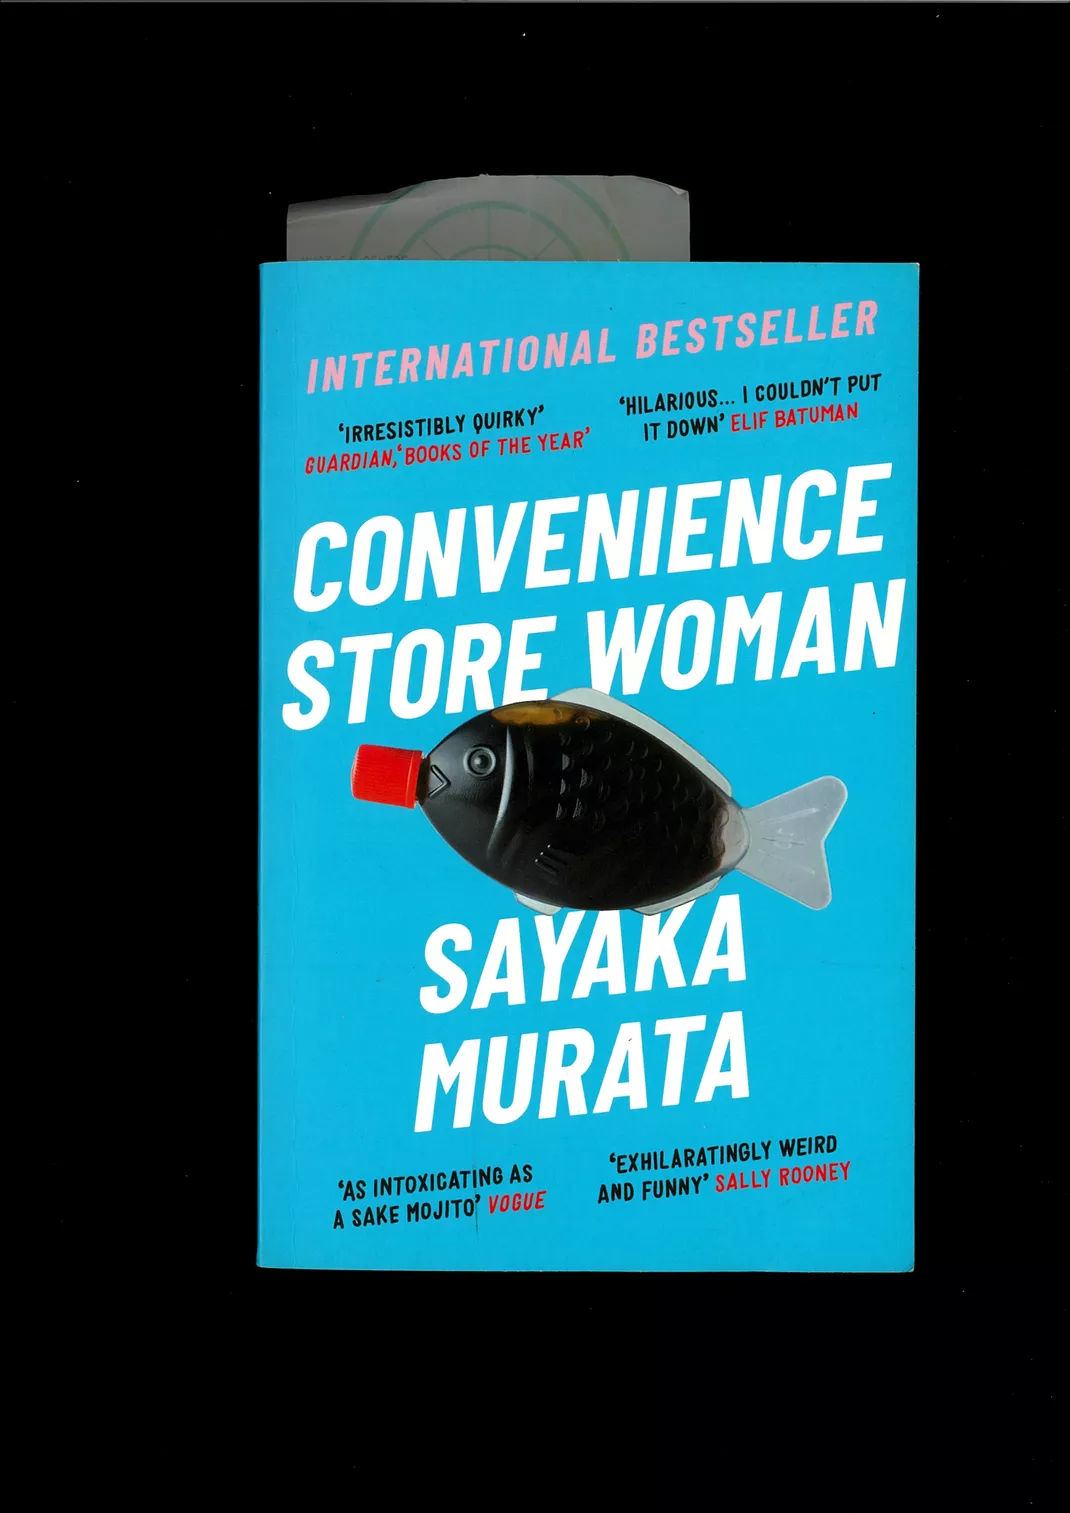 INTERNATIONAL BESTSELLER
‘IRRESISTIBLY QUIRKY’
GUARDIAN, ‘BOOKS OF THE YEAR’
‘HILARIOUS... I COULDN’T PUT
IT DOWN’ ELIF BATUMAN
CONVENIENCE
STORE WOMAN
SAYAKA
MURATA
‘AS INTOXICATING AS
A SAKE MOJITO’ VOGUE
‘EXHILARATINGLY WEIRD
AND FUNNY’ SALLY ROONEY